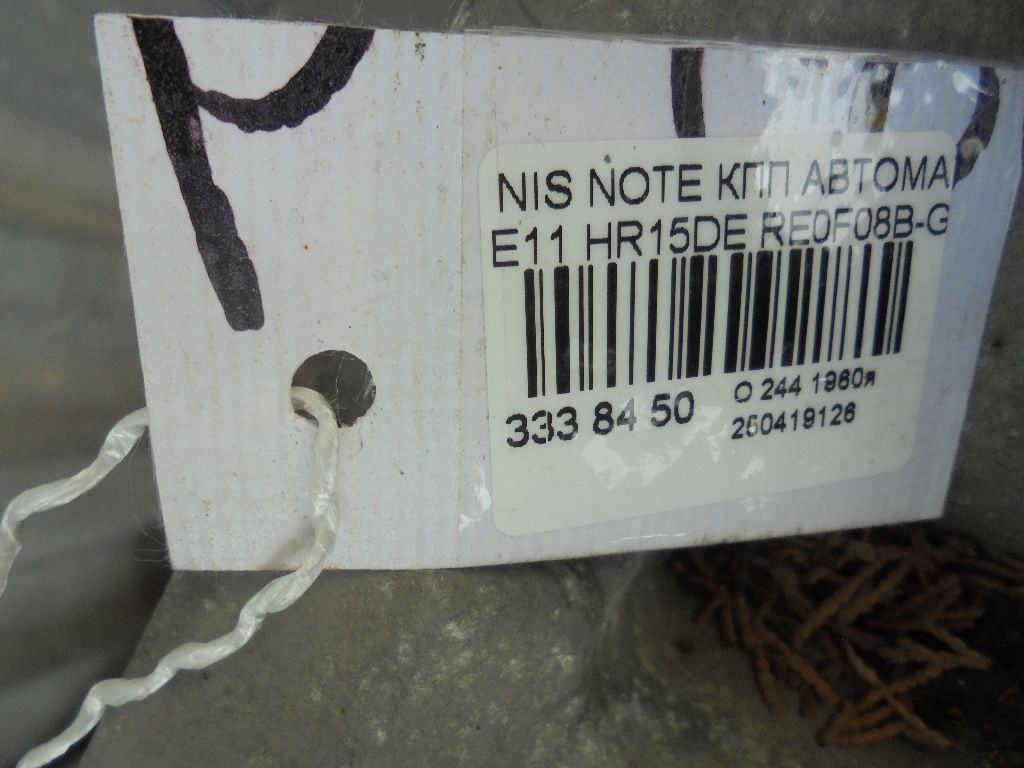 NIS NOTE КПП АВТОМА
E11 HR15DE RE0F08B-G
333 84 50
О 244 1960я
250419126